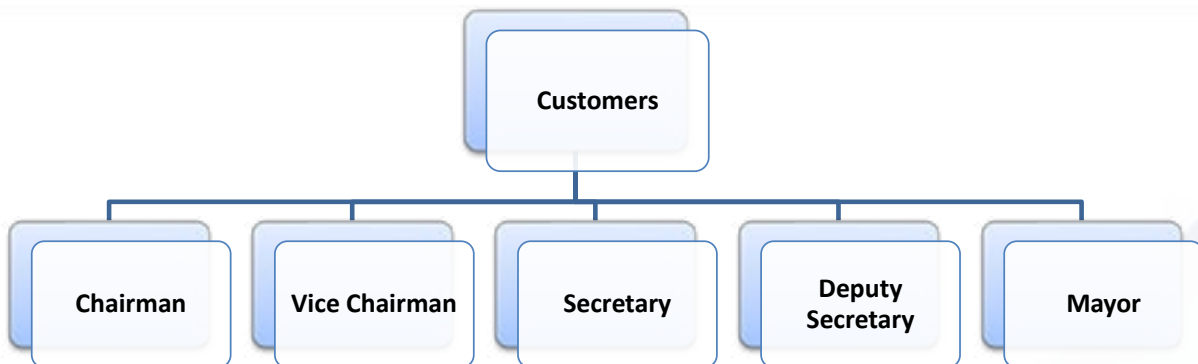 Customers
Chairman
Vice Chairman
Secretary
Deputy
Secretary
Mayor